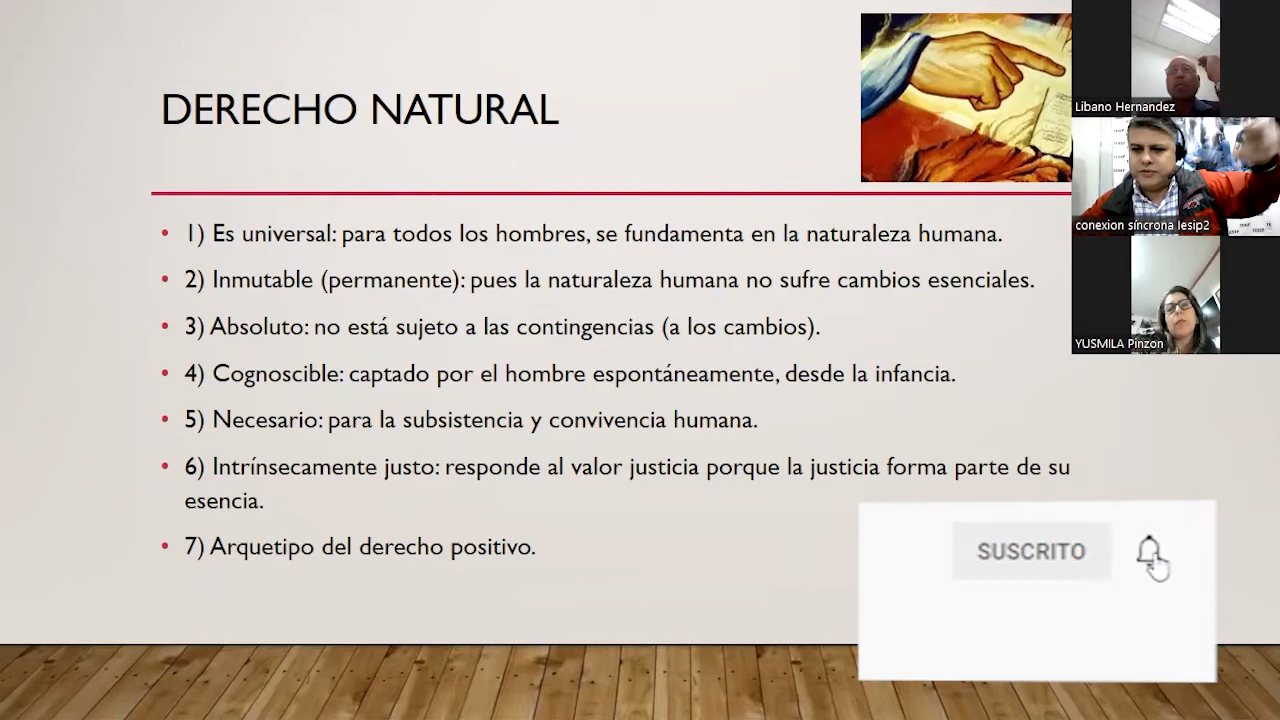 DERECHO NATURAL
• 1) Es universal: para todos los hombres, se fundamenta en la naturaleza humana.
• 2) Inmutable (permanente): pues la naturaleza humana no sufre cambios esenciales.
• 3) Absoluto: no está sujeto a las contingencias (a los cambios).
• 4) Cognoscible: captado por el hombre espontáneamente, desde la infancia.
• 5) Necesario: para la subsistencia y convivencia humana.
• 6) Intrínsecamente justo: responde al valor justicia porque la justicia forma parte de su
esencia.
• 7) Arquetipo del derecho positivo.
Libano Hernandez
conexion síncrona Iesip2
YUSMILA Pinzon
SUSCRITO